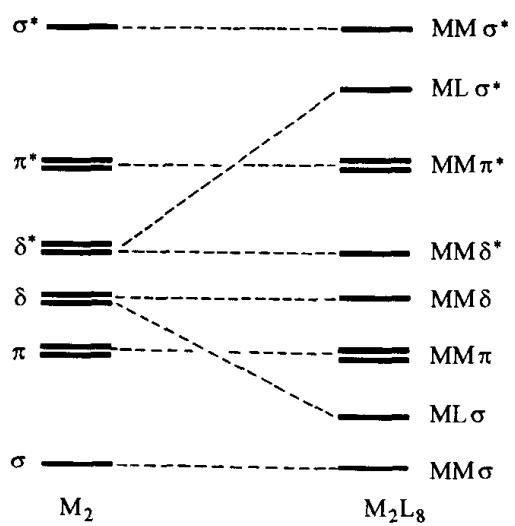 σ* MM σ*
ML σ*
π* MM π*
δ* MM δ*
δ MM δ
π MM π
ML σ
σ MM σ
M₂ M₂L₈